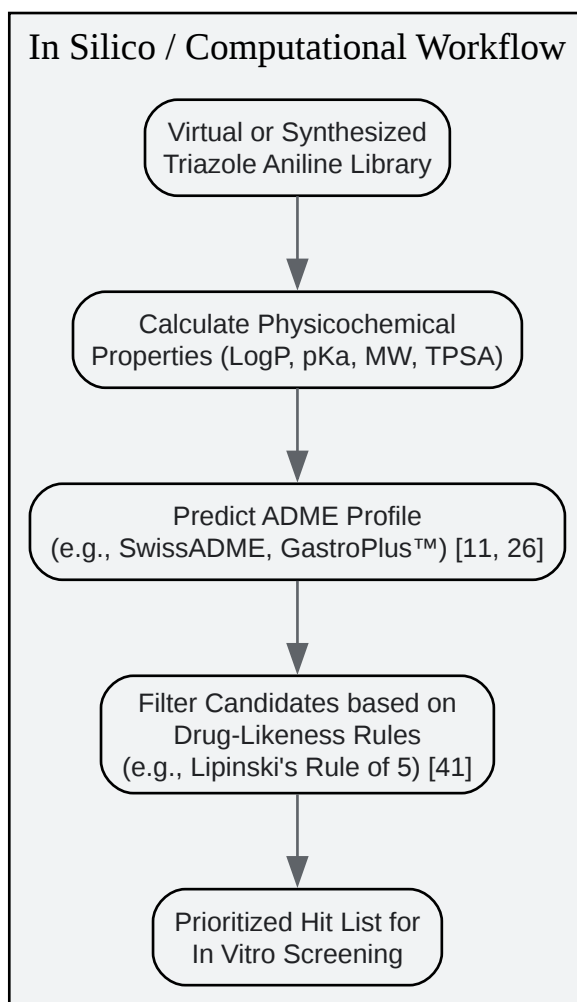 In Silico / Computational Workflow
Virtual or Synthesized
Triazole Aniline Library
Calculate Physicochemical
Properties (LogP, pKa, MW, TPSA)
Predict ADME Profile
(e.g., SwissADME, GastroPlus™) [11, 26]
Filter Candidates based on
Drug-Likeness Rules
(e.g., Lipinski's Rule of 5) [41]
Prioritized Hit List for
In Vitro Screening